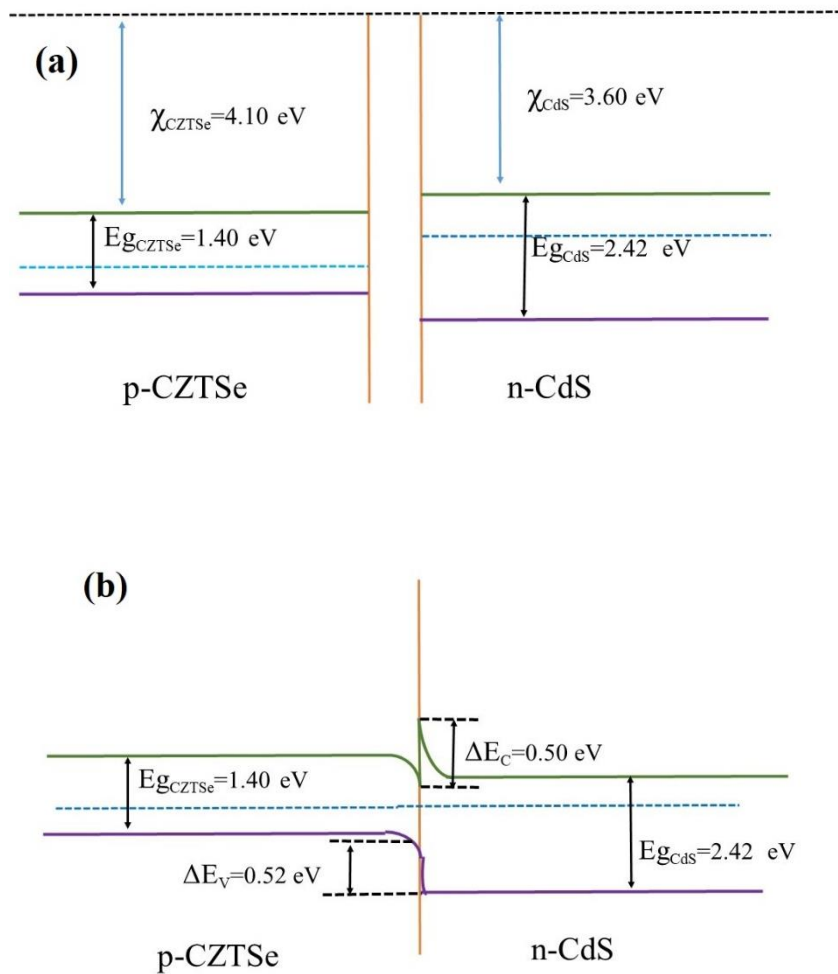 (a)
χCZTSe=4.10 eV
χCdS=3.60 eV
EgCZTSe=1.40 eV
EgCdS=2.42 eV
p-CZTSe
n-CdS
(b)
ΔEC=0.50 eV
EgCZTSe=1.40 eV
EgCdS=2.42 eV
ΔEV=0.52 eV
p-CZTSe
n-CdS